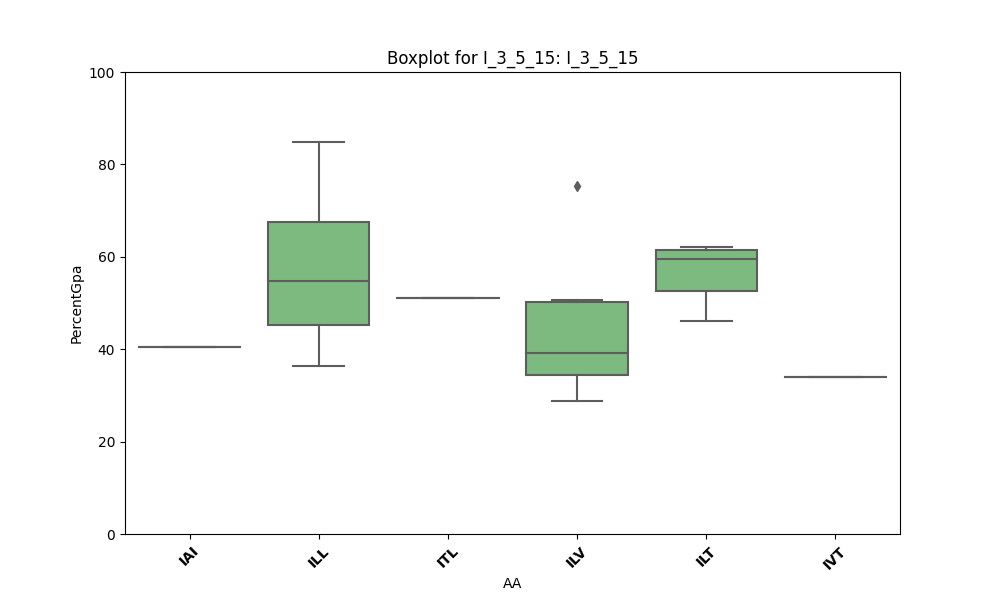 Boxplot for I_3_5_15: I_3_5_15
100
80
60
40
20
0
PercentGpa
IAI
ILL
ITL
ILV
ILT
IVT
AA